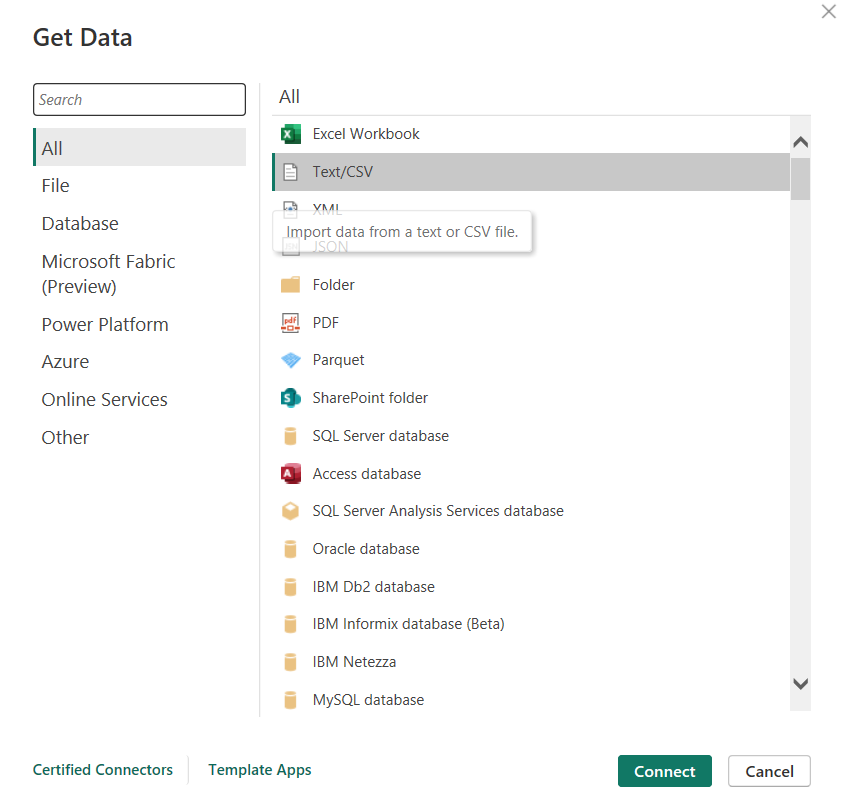 Get Data
Search
All
File
Database
Microsoft Fabric
(Preview)
Power Platform
Azure
Online Services
Other
All
Excel Workbook
Text/CSV
XML
Import data from a text or CSV file.
JSON
Folder
PDF
Parquet
SharePoint folder
SQL Server database
Access database
SQL Server Analysis Services database
Oracle database
IBM Db2 database
IBM Informix database (Beta)
IBM Netezza
MySQL database
Certified Connectors
Template Apps
Connect
Cancel